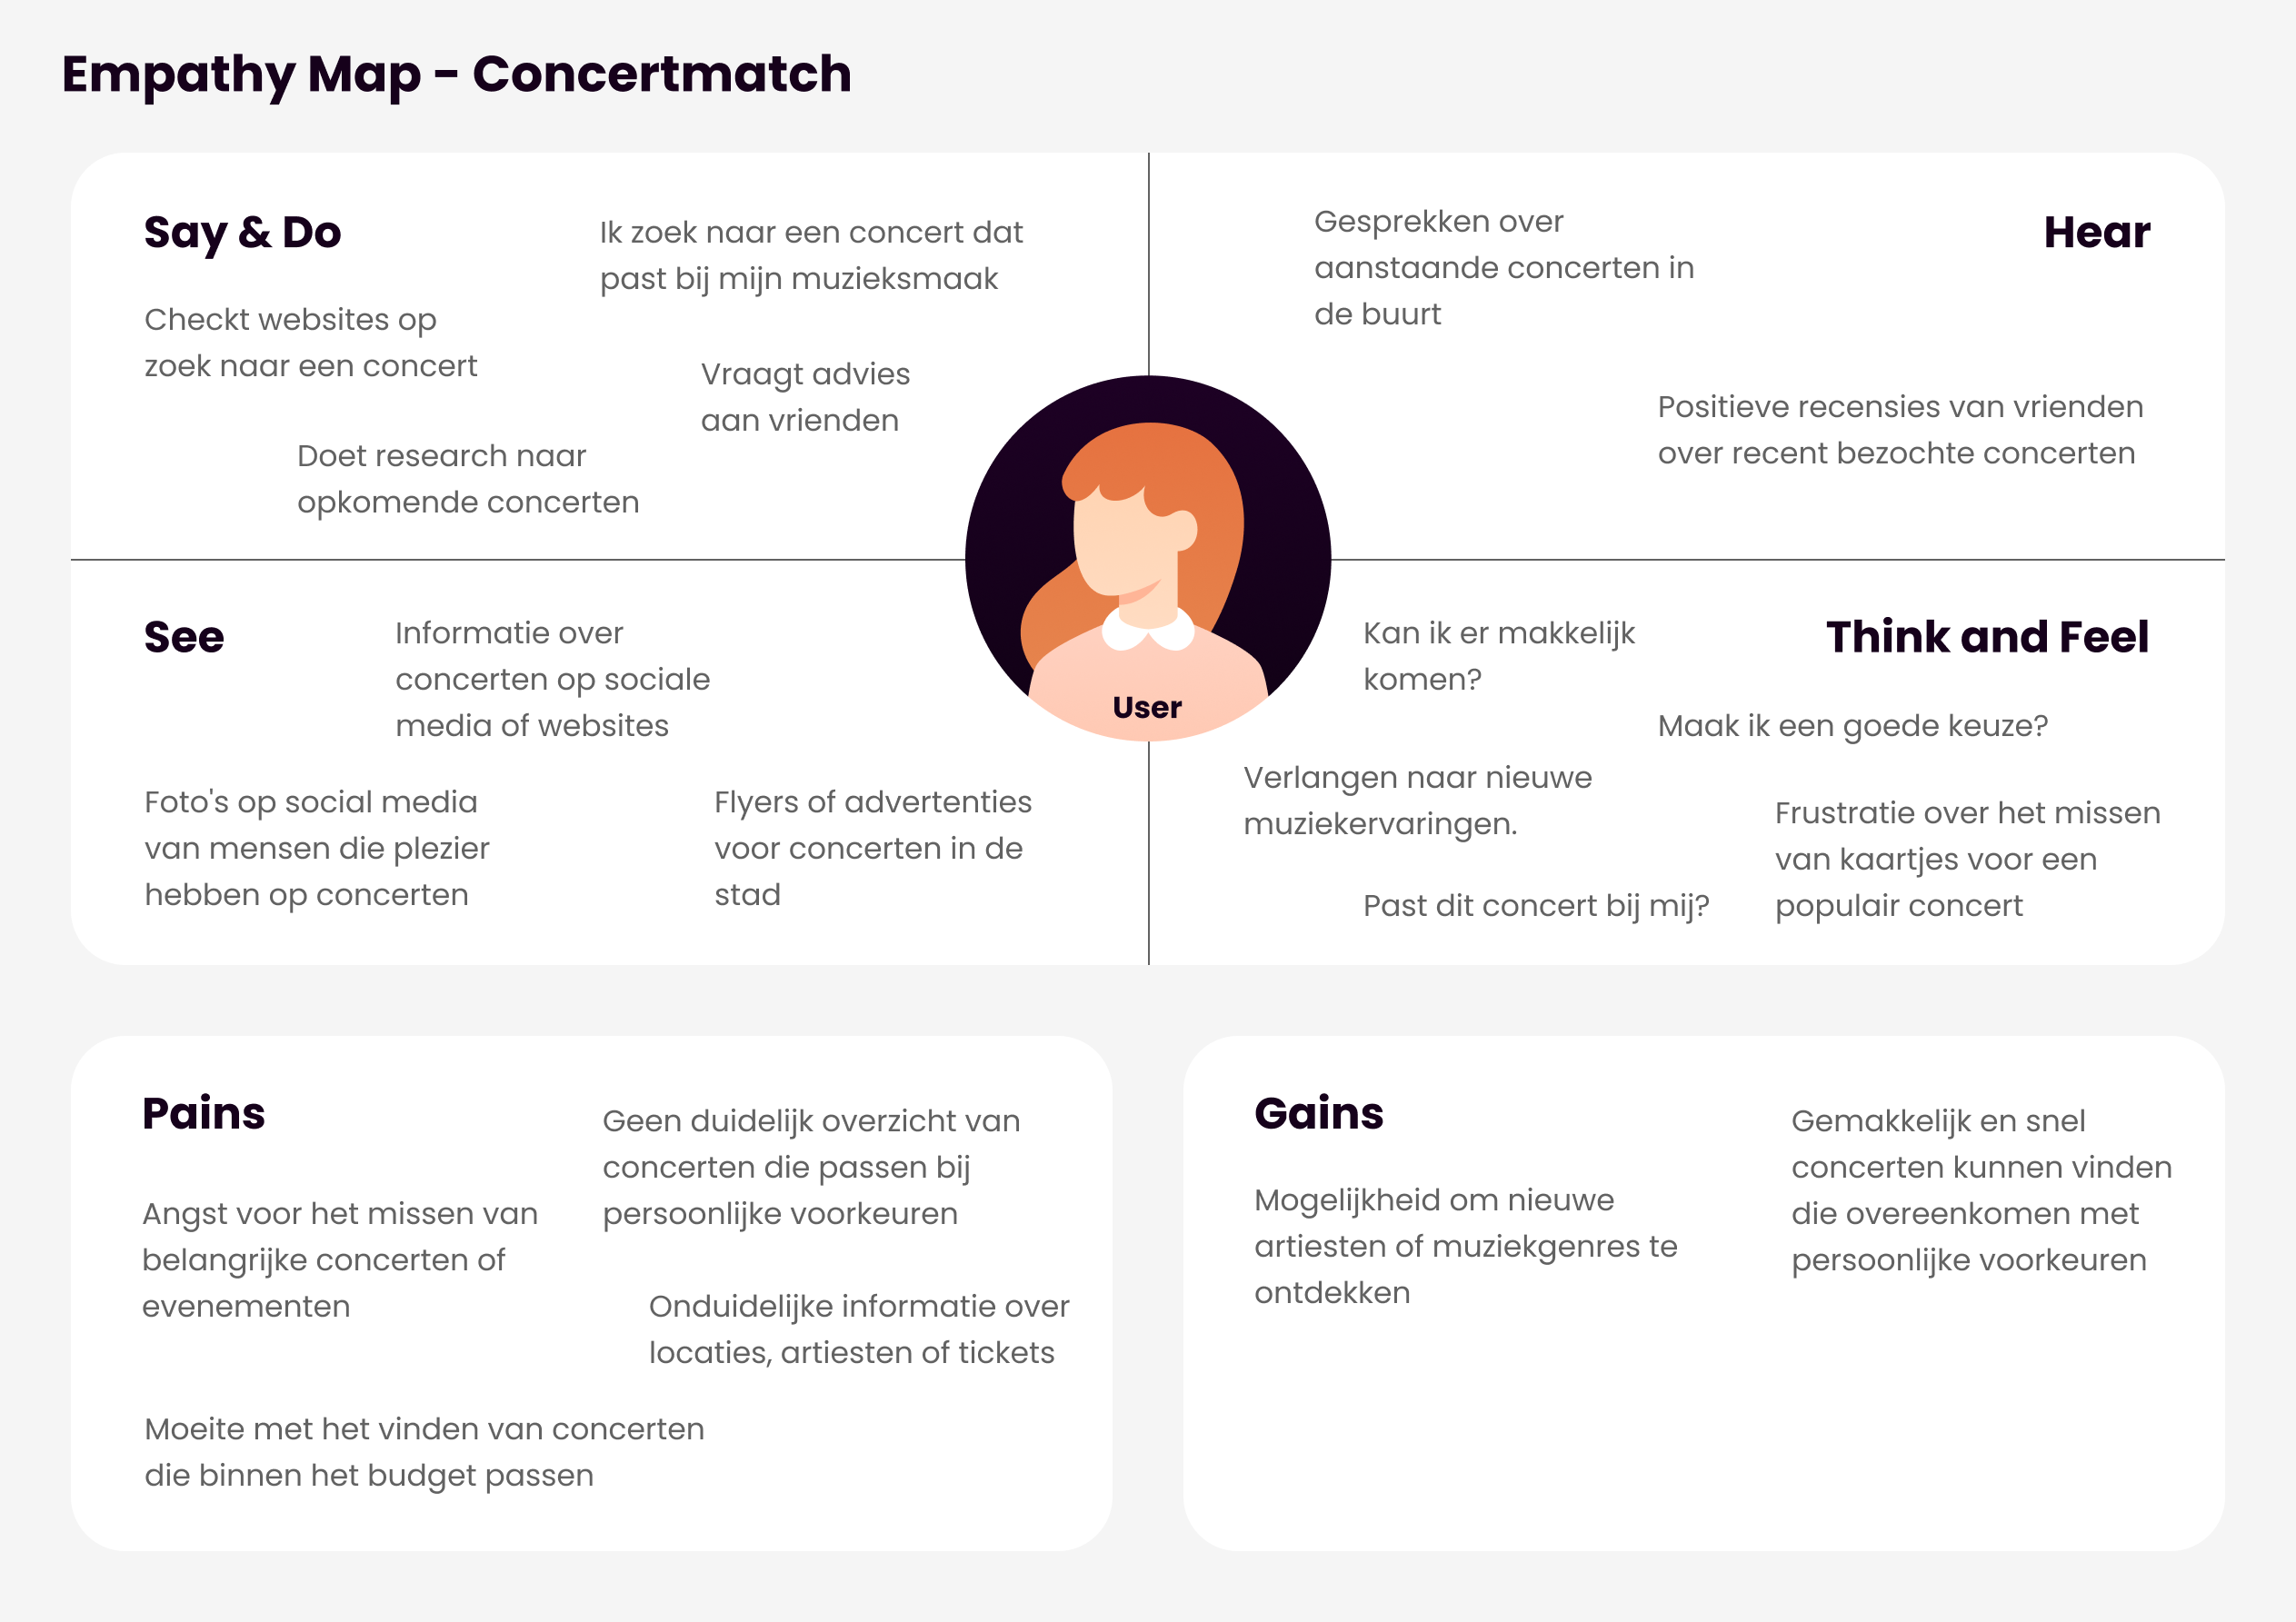 Empathy Map - Concertmatch
Say & Do
Ik zoek naar een concert dat
past bij mijn muzieksmaak
Checkt websites op
zoek naar een concert
Vraagt advies
aan vrienden
Doet research naar
opkomende concerten
Hear
Gesprekken over
aanstaande concerten in
de buurt
Positieve recensies van vrienden
over recent bezochte concerten
User
See
Informatie over
concerten op sociale
media of websites
Foto's op social media
van mensen die plezier
hebben op concerten
Flyers of advertenties
voor concerten in de
stad
Think and Feel
Kan ik er makkelijk
komen?
Maak ik een goede keuze?
Verlangen naar nieuwe
muziekervaringen.
Frustratie over het missen
van kaartjes voor een
populair concert
Past dit concert bij mij?
Pains
Geen duidelijk overzicht van
concerten die passen bij
persoonlijke voorkeuren
Angst voor het missen van
belangrijke concerten of
evenementen
Onduidelijke informatie over
locaties, artiesten of tickets
Moeite met het vinden van concerten
die binnen het budget passen
Gains
Mogelijkheid om nieuwe
artiesten of muziekgenres te
ontdekken
Gemakkelijk en snel
concerten kunnen vinden
die overeenkomen met
persoonlijke voorkeuren